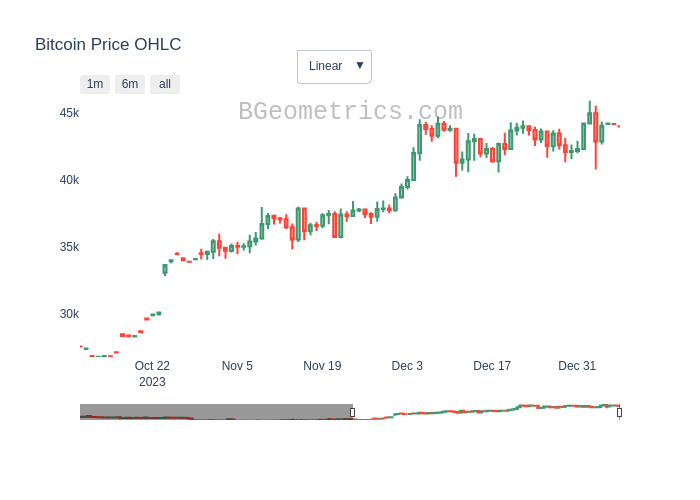 Bitcoin Price OHLC
Linear ▼
1m 6m all
BGeometrics.com
45k
40k
35k
30k
Oct 22 Nov 5 Nov 19 Dec 3 Dec 17 Dec 31
2023